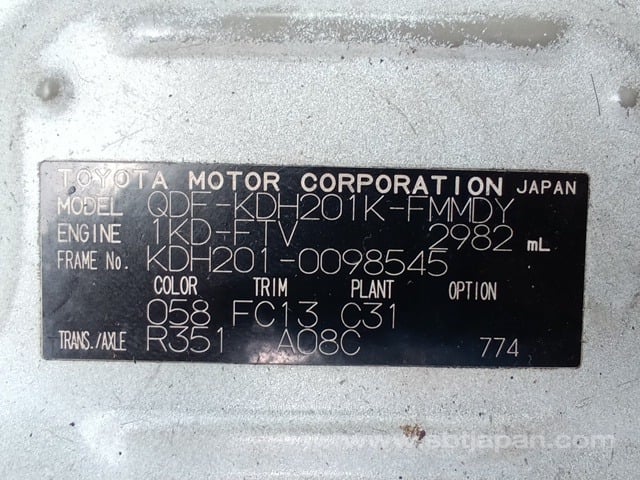 TOYOTA MOTOR CORPORATION JAPAN
MODEL QDF-KDH201K-FMMDY
ENGINE 1KD-FTV 2982 mL
FRAME No. KDH201-0098545
COLOR TRIM PLANT OPTION
058 FC13 C31
TRANS./AXLE R351 A08C 774
www.sbtjapan.com